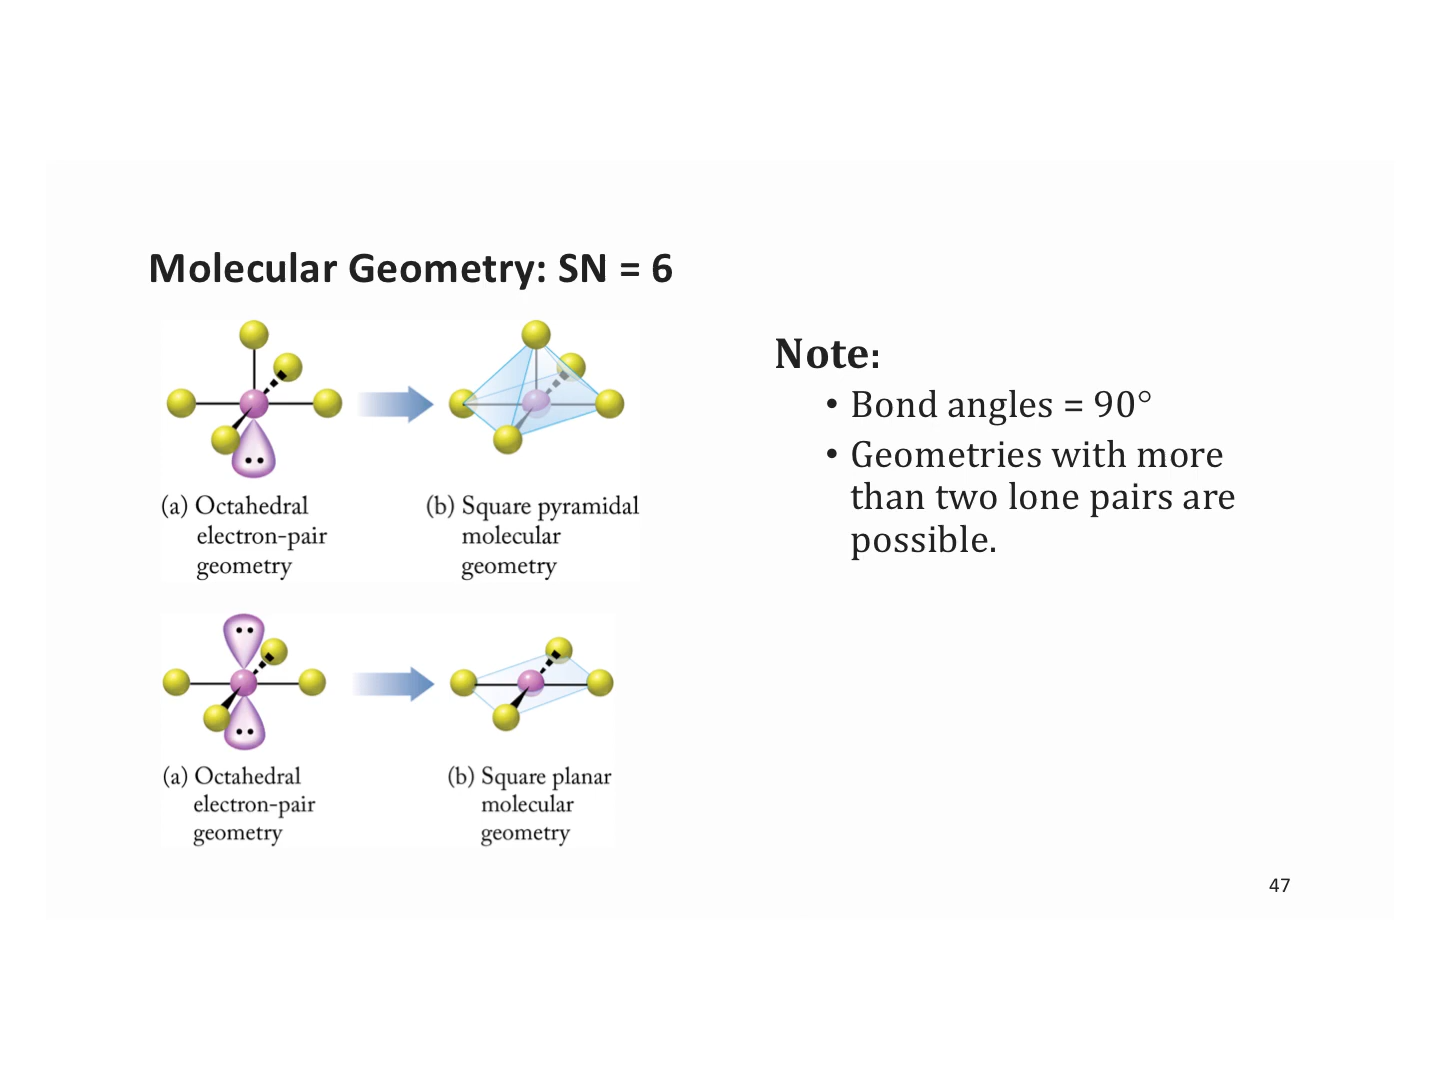 Molecular Geometry: SN = 6
(a) Octahedral
electron-pair
geometry
(b) Square pyramidal
molecular
geometry
(a) Octahedral
electron-pair
geometry
(b) Square planar
molecular
geometry
Note:
• Bond angles = 90°
• Geometries with more
than two lone pairs are
possible.
47